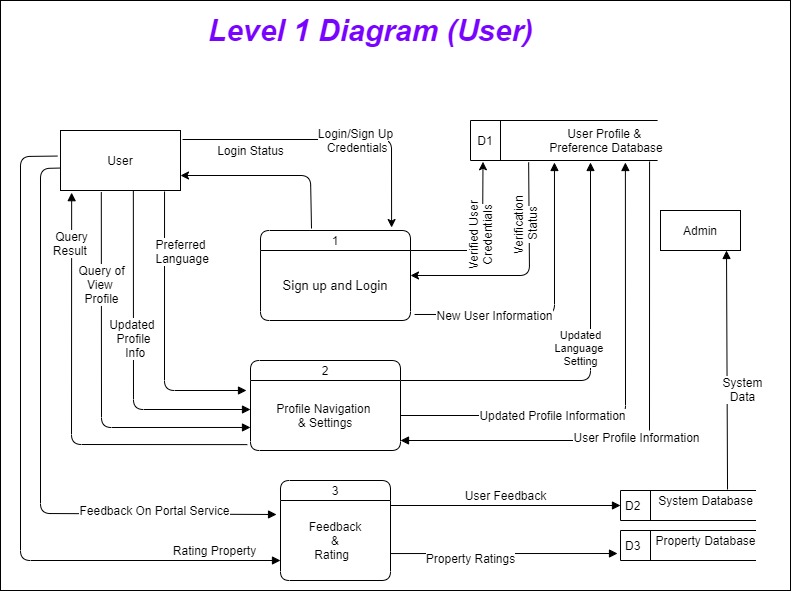 Level 1 Diagram (User)
User
Login Status
Login/Sign Up
Credentials
D1
User Profile &
Preference Database
Admin
Verified User
Credentials
Verification
Status
1
Sign up and Login
New User Information
Query
Result
Query of
View
Profile
Updated
Profile
Info
Preferred
Language
Updated
Language
Setting
2
Profile Navigation
& Settings
Updated Profile Information
User Profile Information
System
Data
3
Feedback
&
Rating
Feedback On Portal Service
Rating Property
User Feedback
Property Ratings
D2
System Database
D3
Property Database